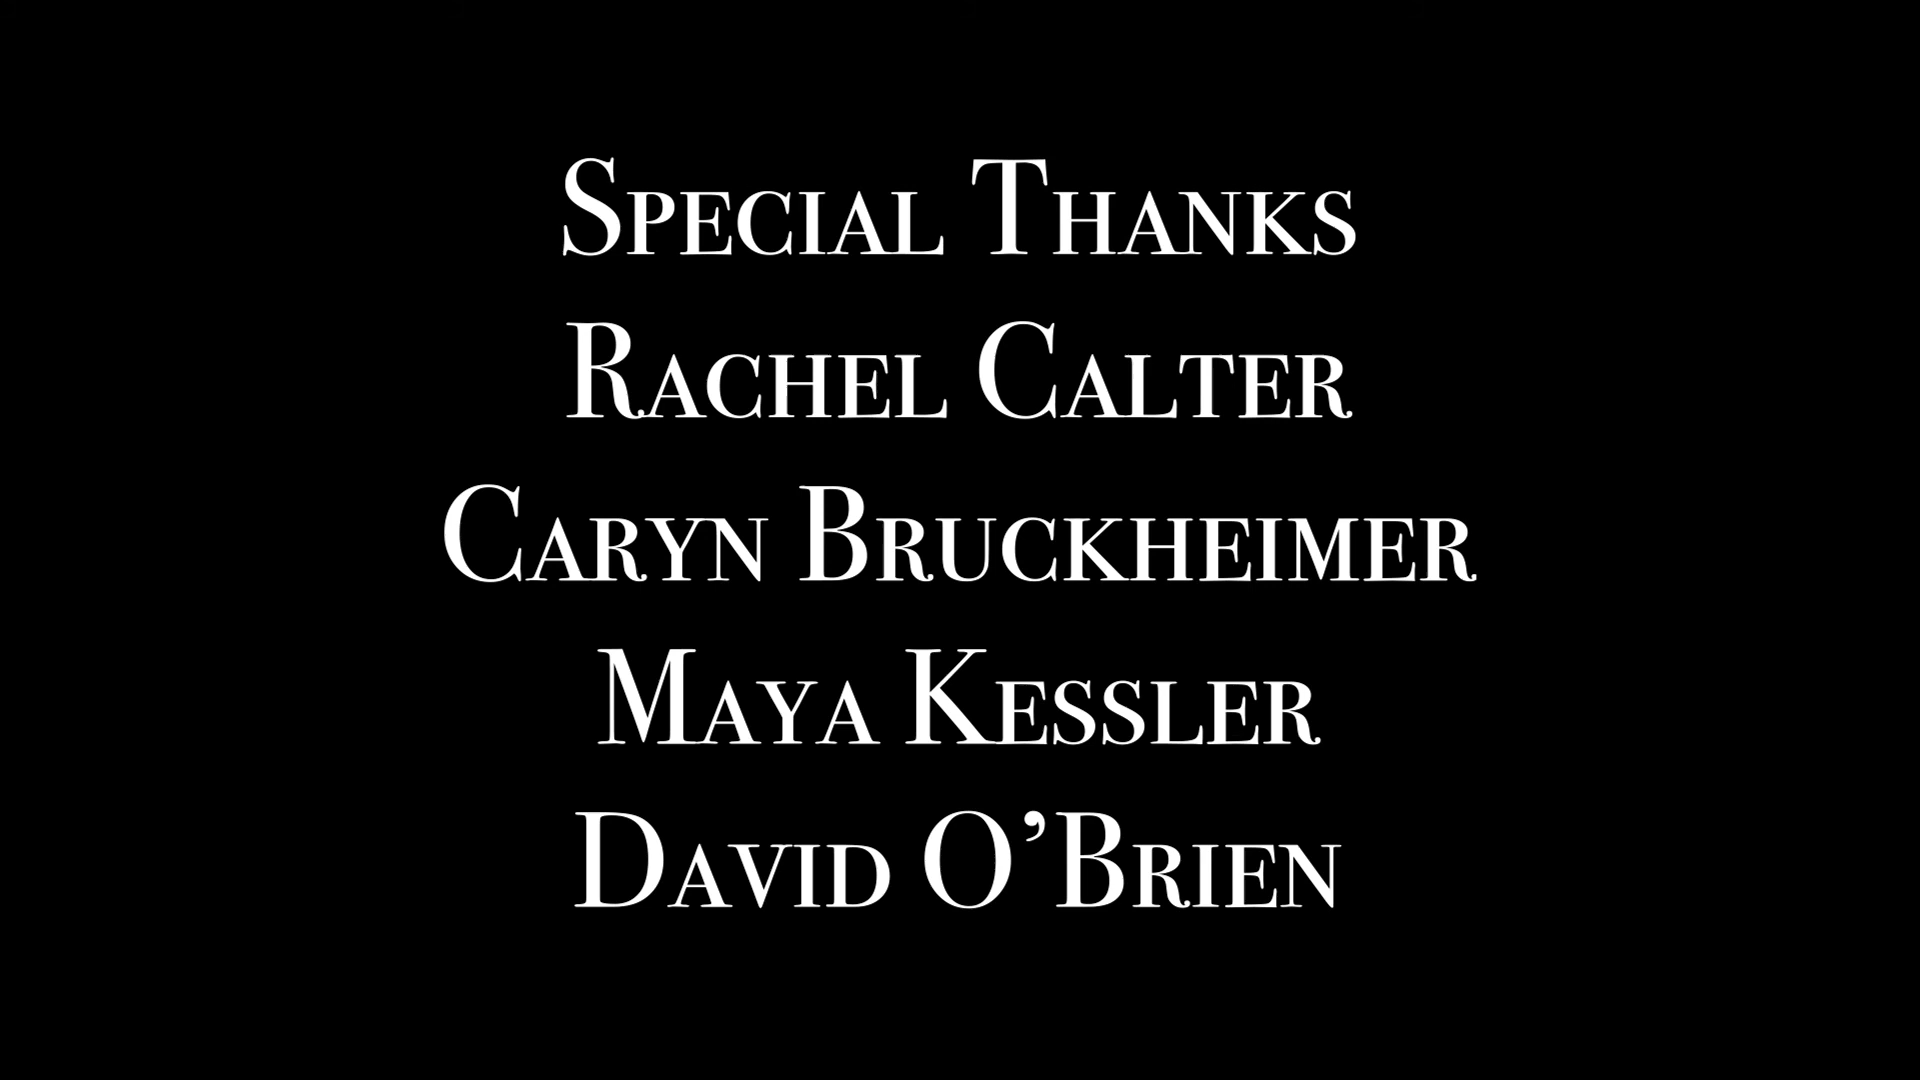 Special Thanks
Rachel Calter
Caryn Bruckheimer
Maya Kessler
David O’Brien